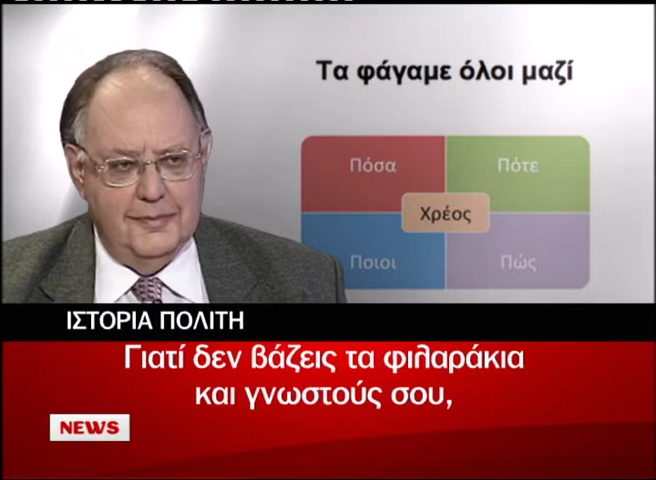 Τα φάγαμε όλοι μαζί
Πόσα
Πότε
Χρέος
Ποιοι
Πώς
ΙΣΤΟΡΙΑ ΠΟΛΙΤΗ
Γιατί δεν βάζεις τα φιλαράκια
και γνωστούς σου,
NEWS